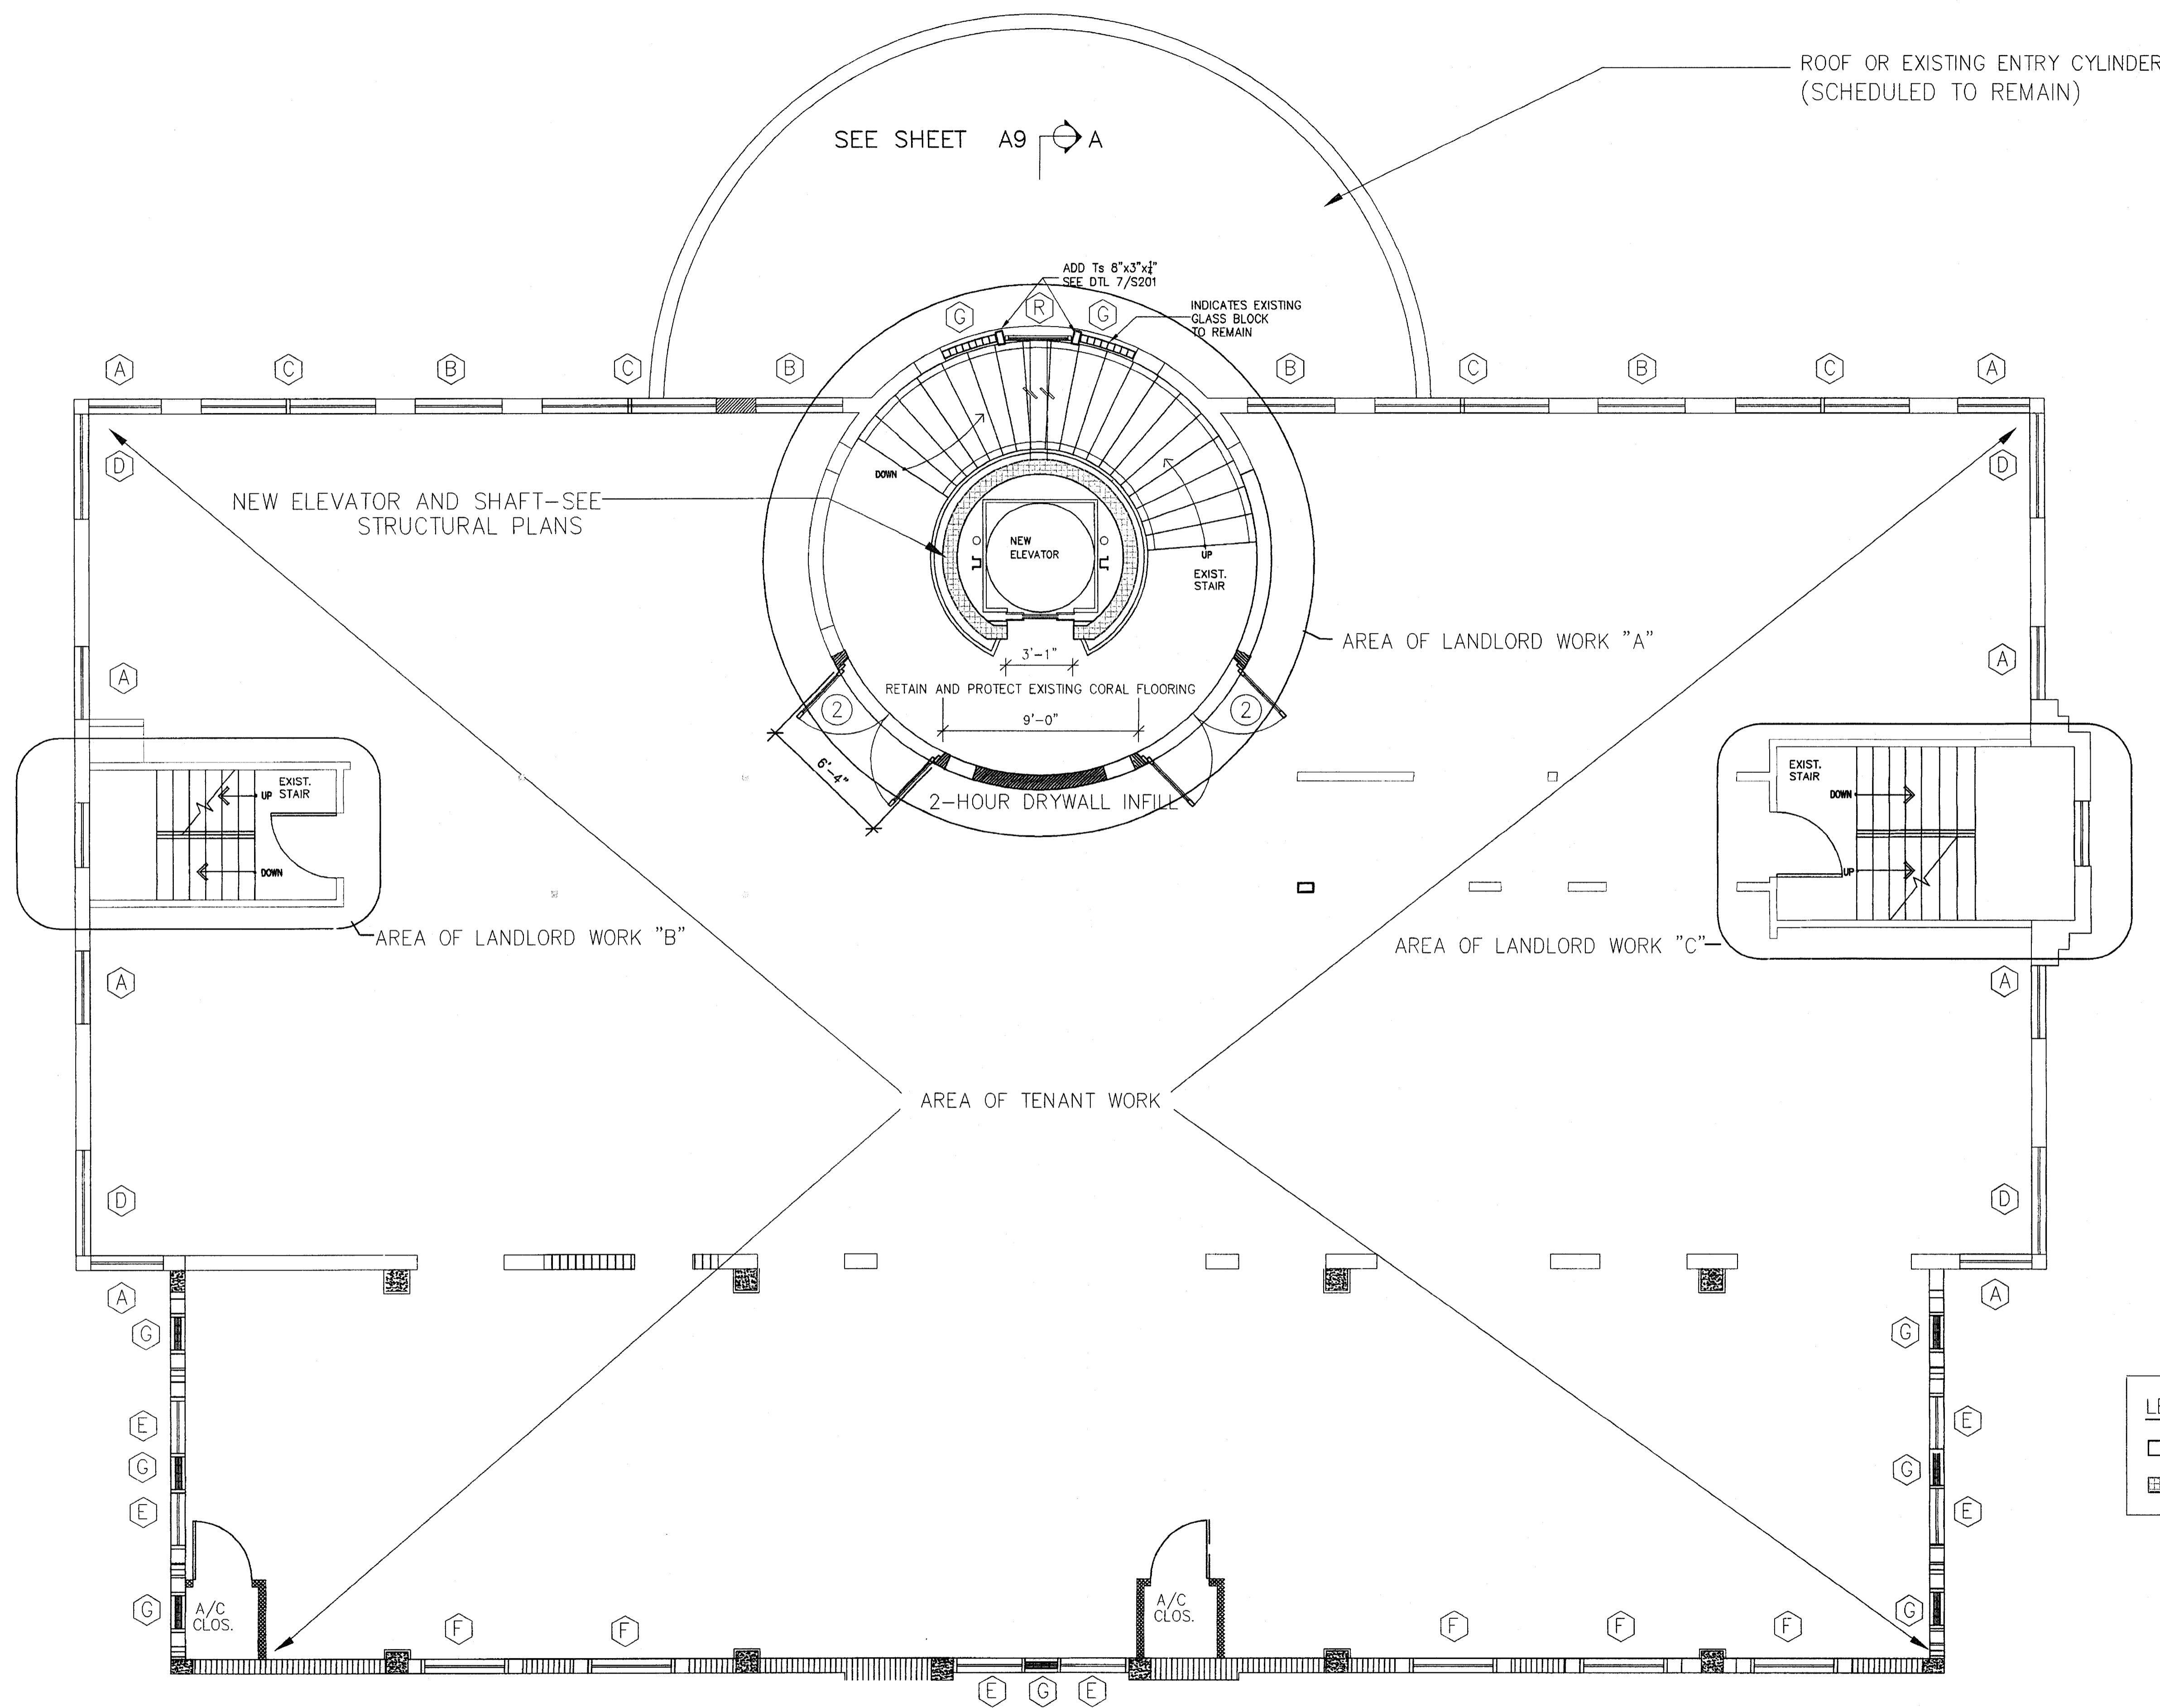 ROOF OR EXISTING ENTRY CYLINDER
(SCHEDULED TO REMAIN)
SEE SHEET A9 A
ADD Ts 8"x3"x¼"
SEE DTL 7/S201
INDICATES EXISTING
GLASS BLOCK
TO REMAIN
G R G
A C B C B B C B C A
D D
DOWN
NEW ELEVATOR AND SHAFT-SEE
STRUCTURAL PLANS
NEW
ELEVATOR
UP
EXIST.
STAIR
AREA OF LANDLORD WORK "A"
3'-1"
A A
RETAIN AND PROTECT EXISTING CORAL FLOORING
2 2
9'-0"
6'-4"
2-HOUR DRYWALL INFILL
EXIST.
STAIR
UP
DOWN
EXIST.
STAIR
DOWN
UP
AREA OF LANDLORD WORK "B"
AREA OF LANDLORD WORK "C"
A A
AREA OF TENANT WORK
D D
A A
G G
E E
G G
E E
G G
A/C
CLOS.
A/C
CLOS.
F F F F F
E G E